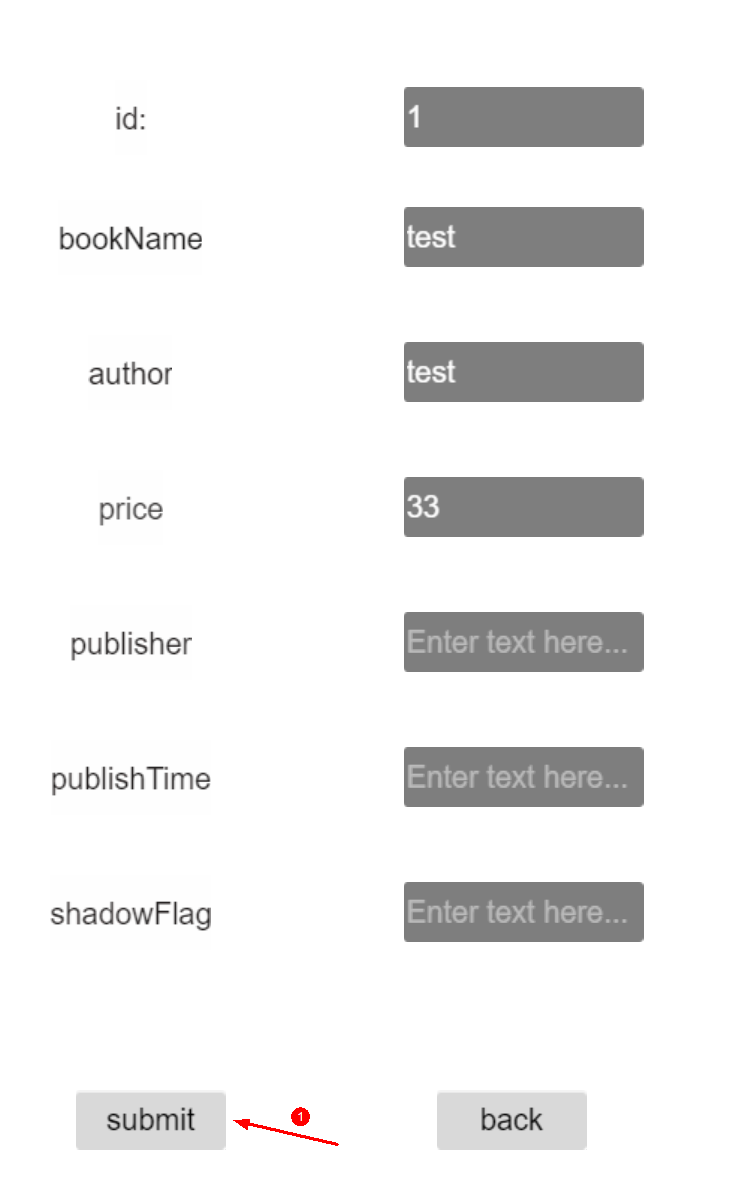 id: 1
bookName test
author test
price 33
publisher Enter text here...
publishTime Enter text here...
shadowFlag Enter text here...
submit 1 back